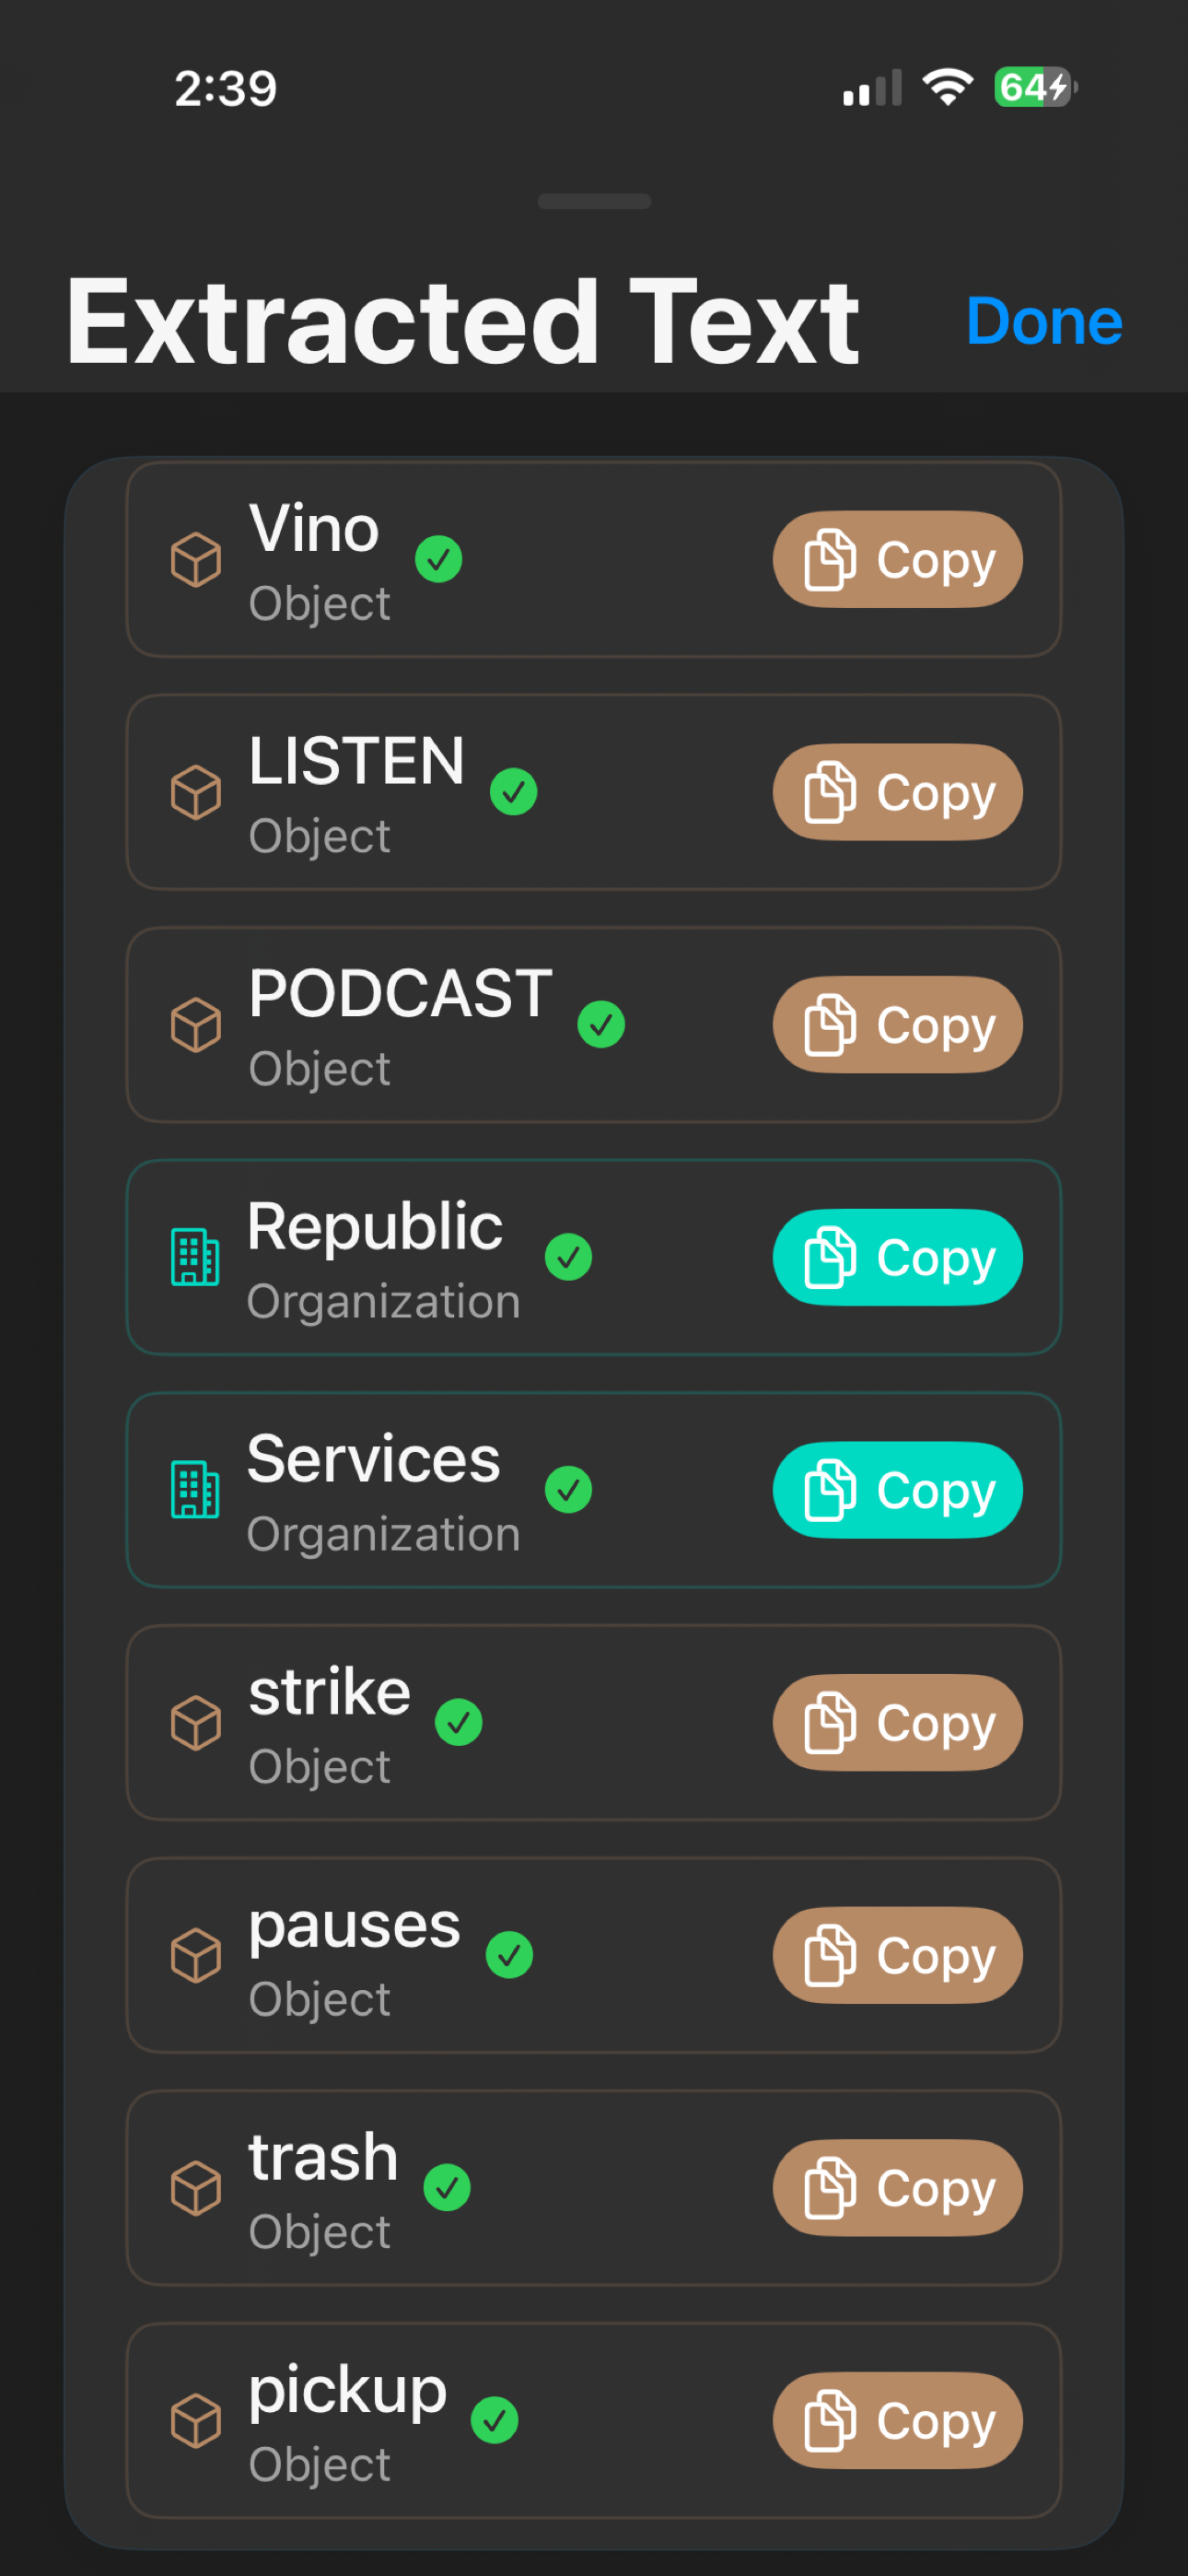 2:39
64
Extracted Text
Done
Vino
Object
Copy
LISTEN
Object
Copy
PODCAST
Object
Copy
Republic
Organization
Copy
Services
Organization
Copy
strike
Object
Copy
pauses
Object
Copy
trash
Object
Copy
pickup
Object
Copy